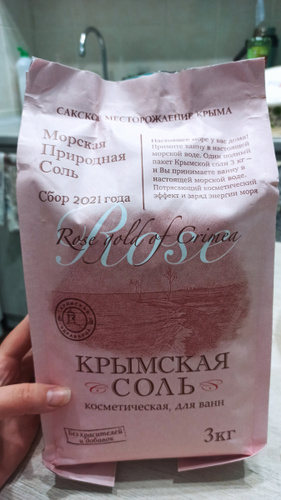 САКСКОЕ МЕСТОРОЖДЕНИЕ КРЫМА
Морская
Природная
Соль
Сбор 2021 года
Настоящее море у вас дома!
Примите ванну в настоящей
морской воде. Один полный
пакет Крымской соли 3 кг –
и Вы принимаете ванну в
настоящей морской воде.
Потрясающий косметический
эффект и заряд энергии моря
Rose
Rose gold of Crimea
КРЫМСКАЯ
СОЛЬ
косметическая, для ванн
Без красителей
и добавок
3кг